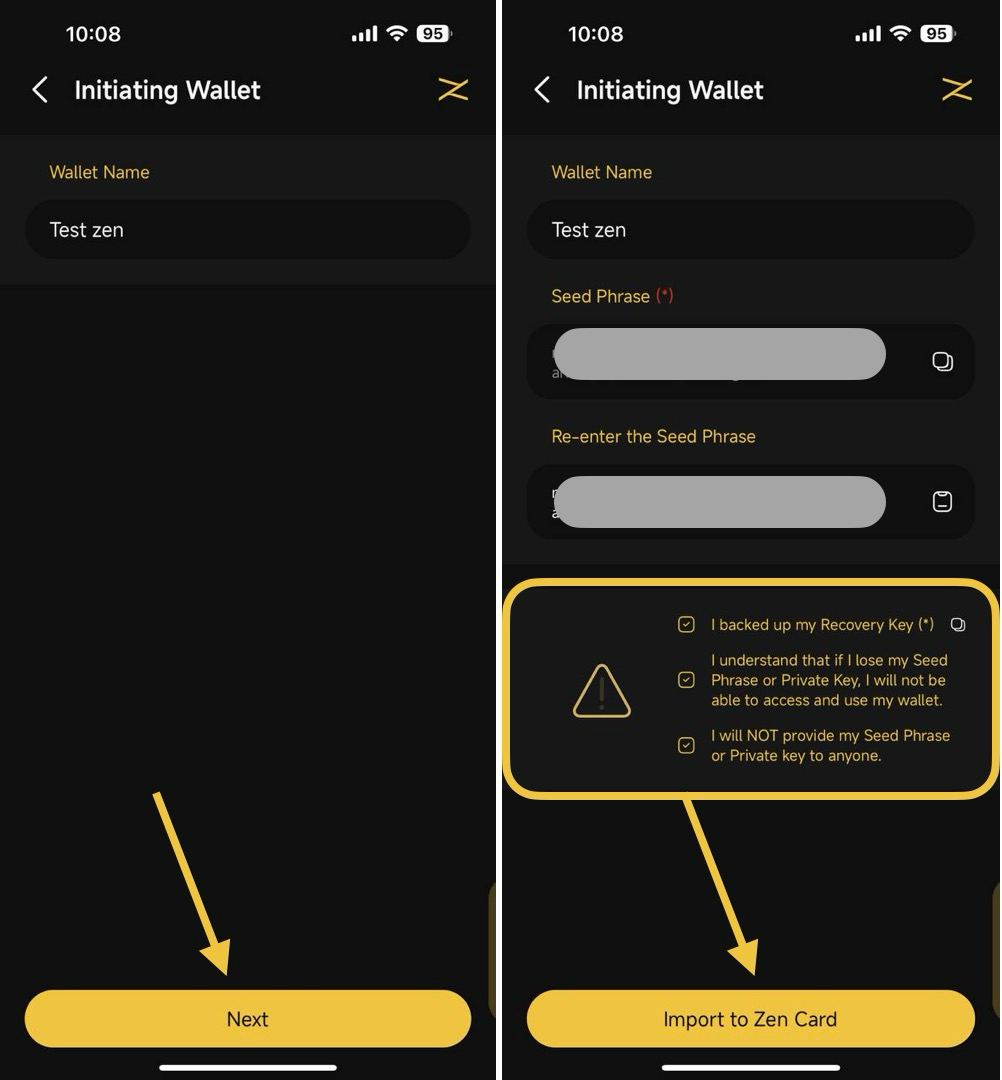 10:08
95
Initiating Wallet
Wallet Name
Test zen
Next
10:08
95
Initiating Wallet
Wallet Name
Test zen
Seed Phrase (*)
Re-enter the Seed Phrase
I backed up my Recovery Key (*)
I understand that if I lose my Seed
Phrase or Private Key, I will not be
able to access and use my wallet.
I will NOT provide my Seed Phrase
or Private key to anyone.
Import to Zen Card